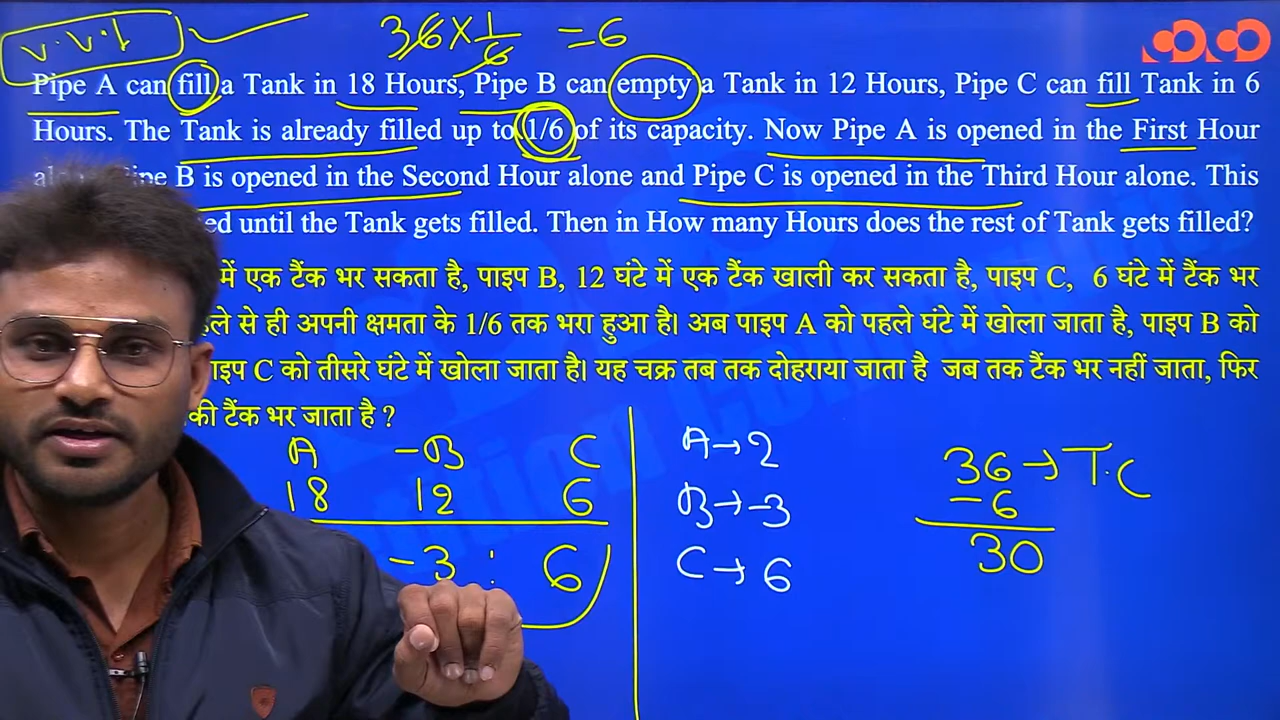 V.V.I
36 × 1/6 = 6
Pipe A can fill a Tank in 18 Hours, Pipe B can empty a Tank in 12 Hours, Pipe C can fill Tank in 6
Hours. The Tank is already filled up to 1/6 of its capacity. Now Pipe A is opened in the First Hour
B is opened in the Second Hour alone and Pipe C is opened in the Third Hour alone. This
until the Tank gets filled. Then in How many Hours does the rest of Tank gets filled?
में एक टैंक भर सकता है, पाइप B, 12 घंटे में एक टैंक खाली कर सकता है, पाइप C, 6 घंटे में टैंक भर
से ही अपनी क्षमता के 1/6 तक भरा हुआ है। अब पाइप A को पहले घंटे में खोला जाता है, पाइप B को
C को तीसरे घंटे में खोला जाता है। यह चक्र तब तक दोहराया जाता है जब तक टैंक भर नहीं जाता, फिर
टैंक भर जाता है ?
A -B C
18 12 6
-3 : 6
A→2
B→-3
C→6
36→T.C
-6
30